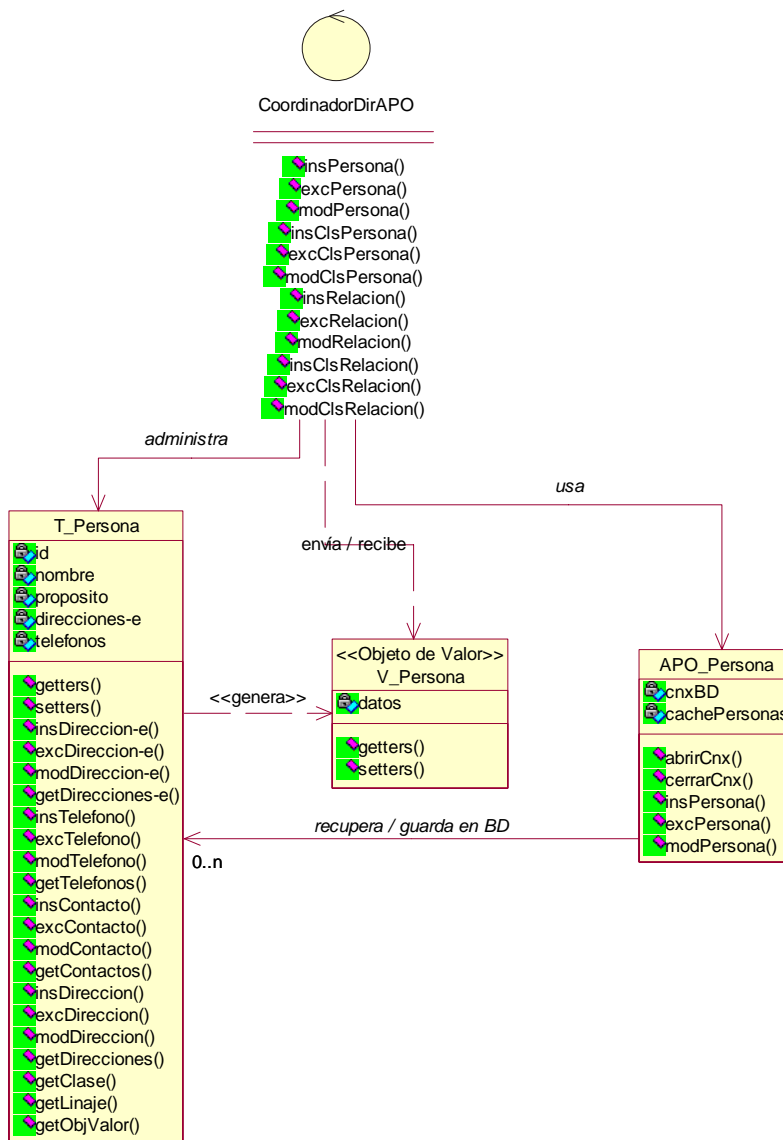 CoordinadorDirAPO
insPersona()
excPersona()
modPersona()
insClsPersona()
excClsPersona()
modClsPersona()
insRelacion()
excRelacion()
modRelacion()
insClsRelacion()
excClsRelacion()
modClsRelacion()
administra
usa
envía / recibe
T_Persona
id
nombre
proposito
direcciones-e
telefonos
getters()
setters()
insDireccion-e()
excDireccion-e()
modDireccion-e()
getDirecciones-e()
insTelefono()
excTelefono()
modTelefono()
getTelefonos()
insContacto()
excContacto()
modContacto()
getContactos()
insDireccion()
excDireccion()
modDireccion()
getDirecciones()
getClase()
getLinaje()
getObjValor()
<<genera>>
<<Objeto de Valor>>
V_Persona
datos
getters()
setters()
APO_Persona
cnxBD
cachePersonas
abrirCnx()
cerrarCnx()
insPersona()
excPersona()
modPersona()
recupera / guarda en BD
0..n